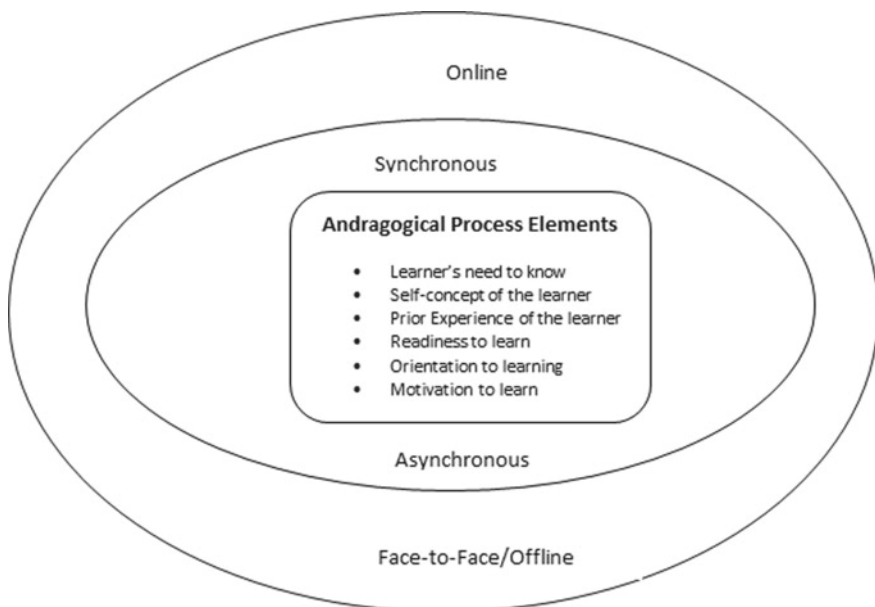 Online
Synchronous
Andragogical Process Elements
• Learner's need to know
• Self-concept of the learner
• Prior Experience of the learner
• Readiness to learn
• Orientation to learning
• Motivation to learn
Asynchronous
Face-to-Face/Offline